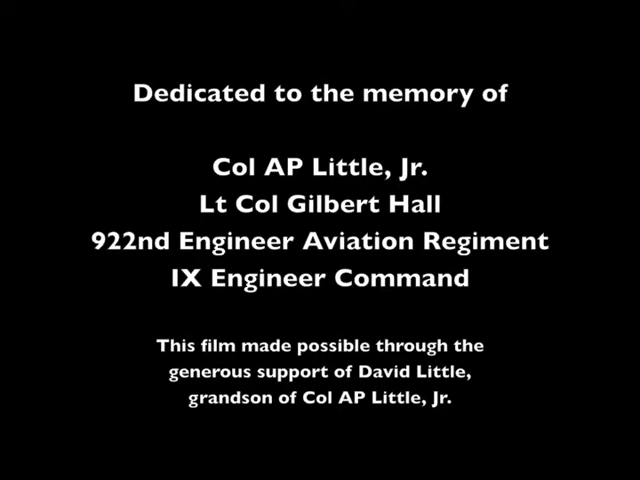 Dedicated to the memory of
Col AP Little, Jr.
Lt Col Gilbert Hall
922nd Engineer Aviation Regiment
IX Engineer Command
This film made possible through the
generous support of David Little,
grandson of Col AP Little, Jr.